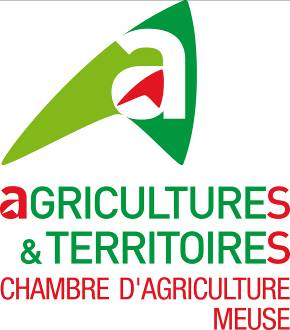 a
aGRICULTURES
& TERRITOIRES
CHAMBRE D'AGRICULTURE
MEUSE